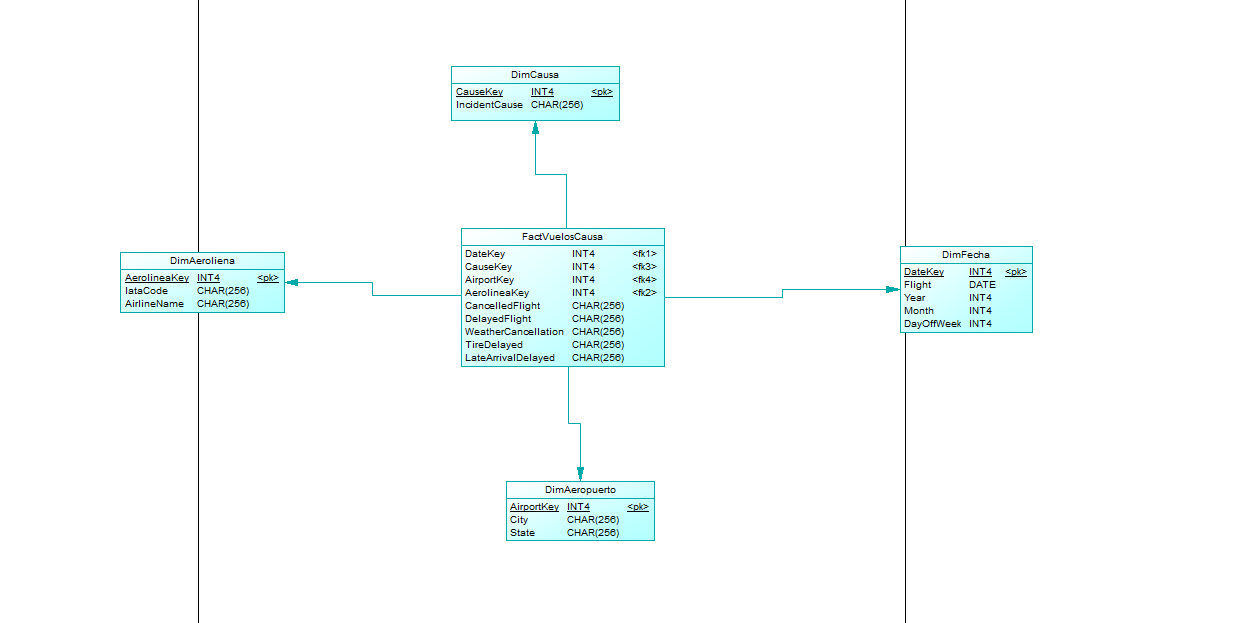 DimCausa
CauseKey INT4 <pk>
IncidentCause CHAR(256)
FactVuelosCausa
DateKey INT4 <fk1>
CauseKey INT4 <fk3>
AirportKey INT4 <fk4>
AerolineaKey INT4 <fk2>
CancelledFlight CHAR(256)
DelayedFlight CHAR(256)
WeatherCancellation CHAR(256)
TireDelayed CHAR(256)
LateArrivalDelayed CHAR(256)
DimAeroliena
AerolineaKey INT4 <pk>
IataCode CHAR(256)
AirlineName CHAR(256)
DimFecha
DateKey INT4 <pk>
Flight DATE
Year INT4
Month INT4
DayOffWeek INT4
DimAeropuerto
AirportKey INT4 <pk>
City CHAR(256)
State CHAR(256)